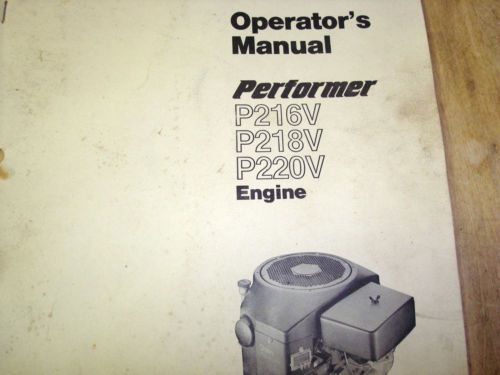 Operator's
Manual
Performer
P216V
P218V
P220V
Engine